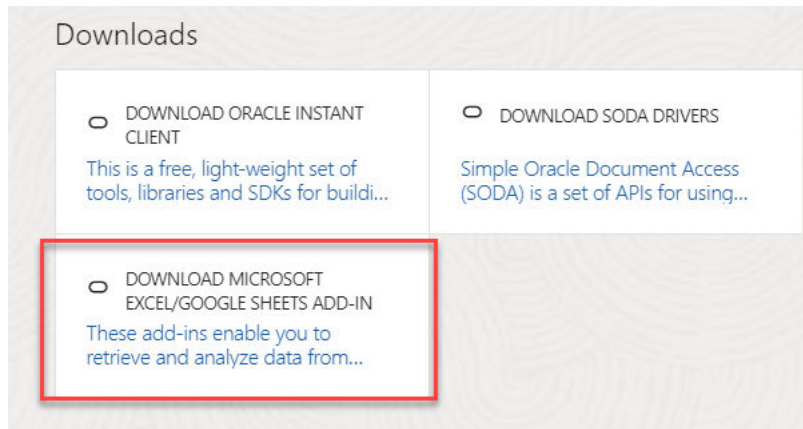 Downloads
DOWNLOAD ORACLE INSTANT
CLIENT
This is a free, light-weight set of
tools, libraries and SDKs for buildi...
DOWNLOAD SODA DRIVERS
Simple Oracle Document Access
(SODA) is a set of APIs for using...
DOWNLOAD MICROSOFT
EXCEL/GOOGLE SHEETS ADD-IN
These add-ins enable you to
retrieve and analyze data from...